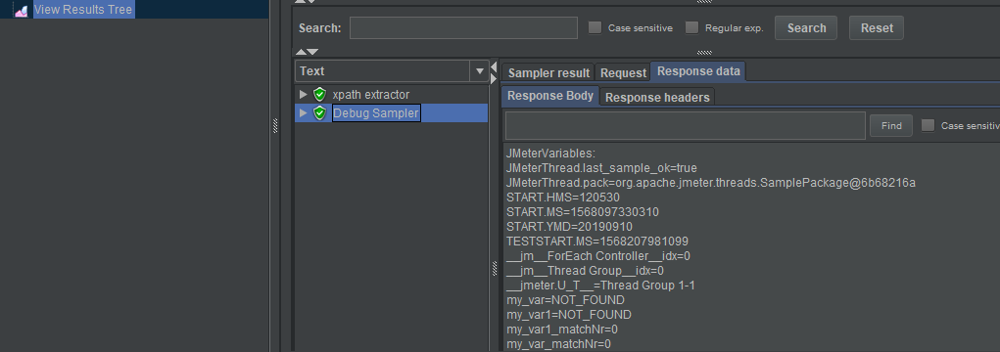 View Results Tree
Search: Case sensitive Regular exp. Search Reset
Text
xpath extractor
Debug Sampler
Sampler result Request Response data
Response Body Response headers
Find Case sensitiv
JMeterVariables:
JMeterThread.last_sample_ok=true
JMeterThread.pack=org.apache.jmeter.threads.SamplePackage@6b68216a
START.HMS=120530
START.MS=1568097330310
START.YMD=20190910
TESTSTART.MS=1568207981099
__jm__ForEach Controller__idx=0
__jm__Thread Group__idx=0
__jmeter.U_T__=Thread Group 1-1
my_var=NOT_FOUND
my_var1=NOT_FOUND
my_var1_matchNr=0
my_var_matchNr=0